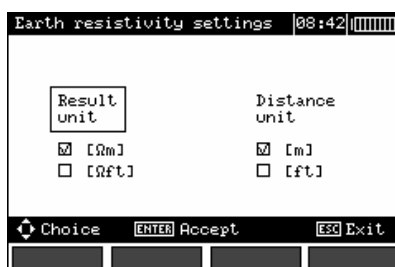 Earth resistivity settings 08:42
Result unit
Distance unit
☑ [Ωm]
☐ [Ωft]
☑ [m]
☐ [ft]
Choice ENTER Accept ESC Exit